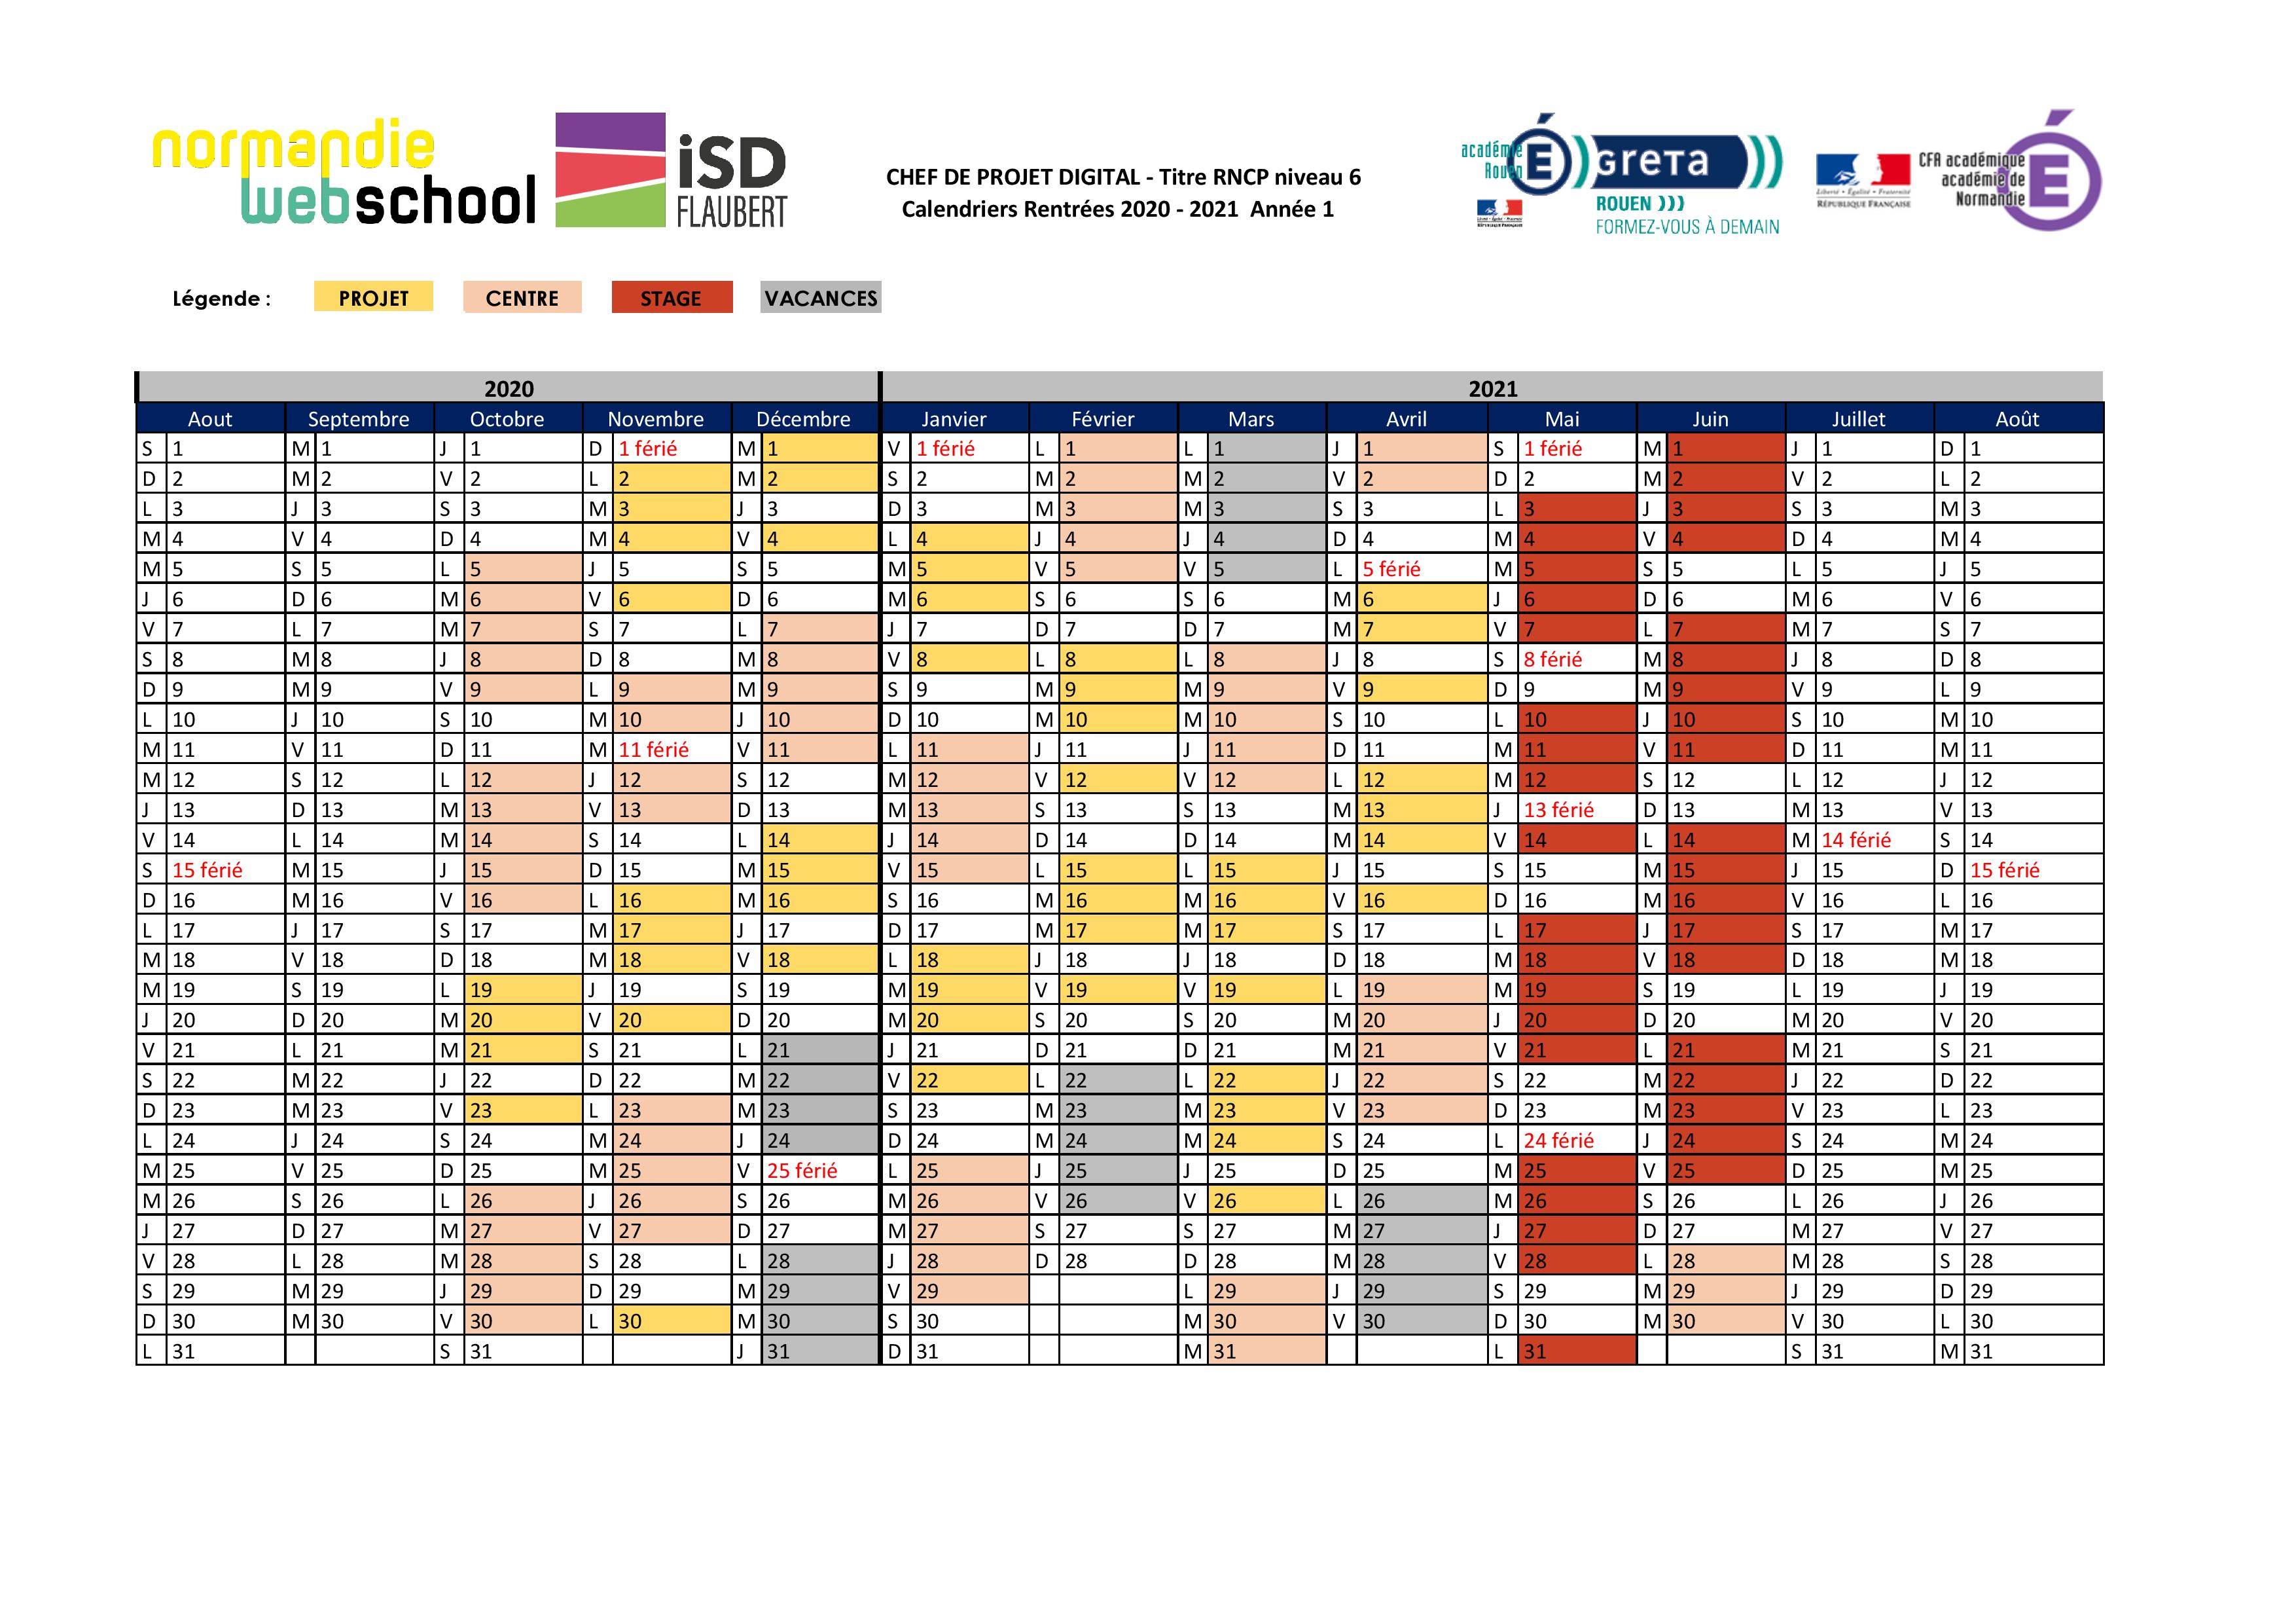 normandie
webschool
iSD
FLAUBERT
CHEF DE PROJET DIGITAL - Titre RNCP niveau 6
Calendriers Rentrées 2020 - 2021 Année 1
académie
Rouen
É
GRETA
ROUEN )))
FORMEZ-VOUS À DEMAIN
Liberté • Égalité • Fraternité
RÉPUBLIQUE FRANÇAISE
CFA académique
académie de
Normandie
É
Légende : PROJET CENTRE STAGE VACANCES
2020 2021
Aout Septembre Octobre Novembre Décembre Janvier Février Mars Avril Mai Juin Juillet Août
S 1 M 1 J 1 D 1 férié M 1 V 1 férié L 1 L 1 J 1 S 1 férié M 1 J 1 D 1
D 2 M 2 V 2 L 2 M 2 S 2 M 2 M 2 V 2 D 2 M 2 V 2 L 2
L 3 J 3 S 3 M 3 J 3 D 3 M 3 M 3 S 3 L 3 J 3 S 3 M 3
M 4 V 4 D 4 M 4 V 4 L 4 J 4 J 4 D 4 M 4 V 4 D 4 M 4
M 5 S 5 L 5 J 5 S 5 M 5 V 5 V 5 L 5 férié M 5 S 5 L 5 J 5
J 6 D 6 M 6 V 6 D 6 M 6 S 6 S 6 M 6 J 6 D 6 M 6 V 6
V 7 L 7 M 7 S 7 L 7 J 7 D 7 D 7 M 7 V 7 L 7 M 7 S 7
S 8 M 8 J 8 D 8 M 8 V 8 L 8 L 8 J 8 S 8 férié M 8 J 8 D 8
D 9 M 9 V 9 L 9 M 9 S 9 M 9 M 9 V 9 D 9 M 9 V 9 L 9
L 10 J 10 S 10 M 10 J 10 D 10 M 10 M 10 S 10 L 10 J 10 S 10 M 10
M 11 V 11 D 11 M 11 férié V 11 L 11 J 11 J 11 D 11 M 11 V 11 D 11 M 11
M 12 S 12 L 12 J 12 S 12 M 12 V 12 V 12 L 12 M 12 S 12 L 12 J 12
J 13 D 13 M 13 V 13 D 13 M 13 S 13 S 13 M 13 J 13 férié D 13 M 13 V 13
V 14 L 14 M 14 S 14 L 14 J 14 D 14 D 14 M 14 V 14 L 14 M 14 férié S 14
S 15 férié M 15 J 15 D 15 M 15 V 15 L 15 L 15 J 15 S 15 M 15 J 15 D 15 férié
D 16 M 16 V 16 L 16 M 16 S 16 M 16 M 16 V 16 D 16 M 16 V 16 L 16
L 17 J 17 S 17 M 17 J 17 D 17 M 17 M 17 S 17 L 17 J 17 S 17 M 17
M 18 V 18 D 18 M 18 V 18 L 18 J 18 J 18 D 18 M 18 V 18 D 18 M 18
M 19 S 19 L 19 J 19 S 19 M 19 V 19 V 19 L 19 M 19 S 19 L 19 J 19
J 20 D 20 M 20 V 20 D 20 M 20 S 20 S 20 M 20 J 20 D 20 M 20 V 20
V 21 L 21 M 21 S 21 L 21 J 21 D 21 D 21 M 21 V 21 L 21 M 21 S 21
S 22 M 22 J 22 D 22 M 22 V 22 L 22 L 22 J 22 S 22 M 22 J 22 D 22
D 23 M 23 V 23 L 23 M 23 S 23 M 23 M 23 V 23 D 23 M 23 V 23 L 23
L 24 J 24 S 24 M 24 J 24 D 24 M 24 M 24 S 24 L 24 férié J 24 S 24 M 24
M 25 V 25 D 25 M 25 V 25 férié L 25 J 25 J 25 D 25 M 25 V 25 D 25 M 25
M 26 S 26 L 26 J 26 S 26 M 26 V 26 V 26 L 26 M 26 S 26 L 26 J 26
J 27 D 27 M 27 V 27 D 27 M 27 S 27 S 27 M 27 J 27 D 27 M 27 V 27
V 28 L 28 M 28 S 28 L 28 J 28 D 28 D 28 M 28 V 28 L 28 M 28 S 28
S 29 M 29 J 29 D 29 M 29 V 29 L 29 J 29 S 29 M 29 J 29 D 29
D 30 M 30 V 30 L 30 M 30 S 30 M 30 V 30 D 30 M 30 V 30 L 30
L 31 S 31 J 31 D 31 M 31 L 31 S 31 M 31